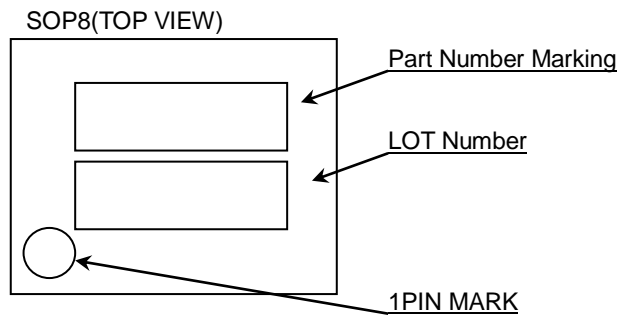 SOP8(TOP VIEW)
Part Number Marking
LOT Number
1PIN MARK